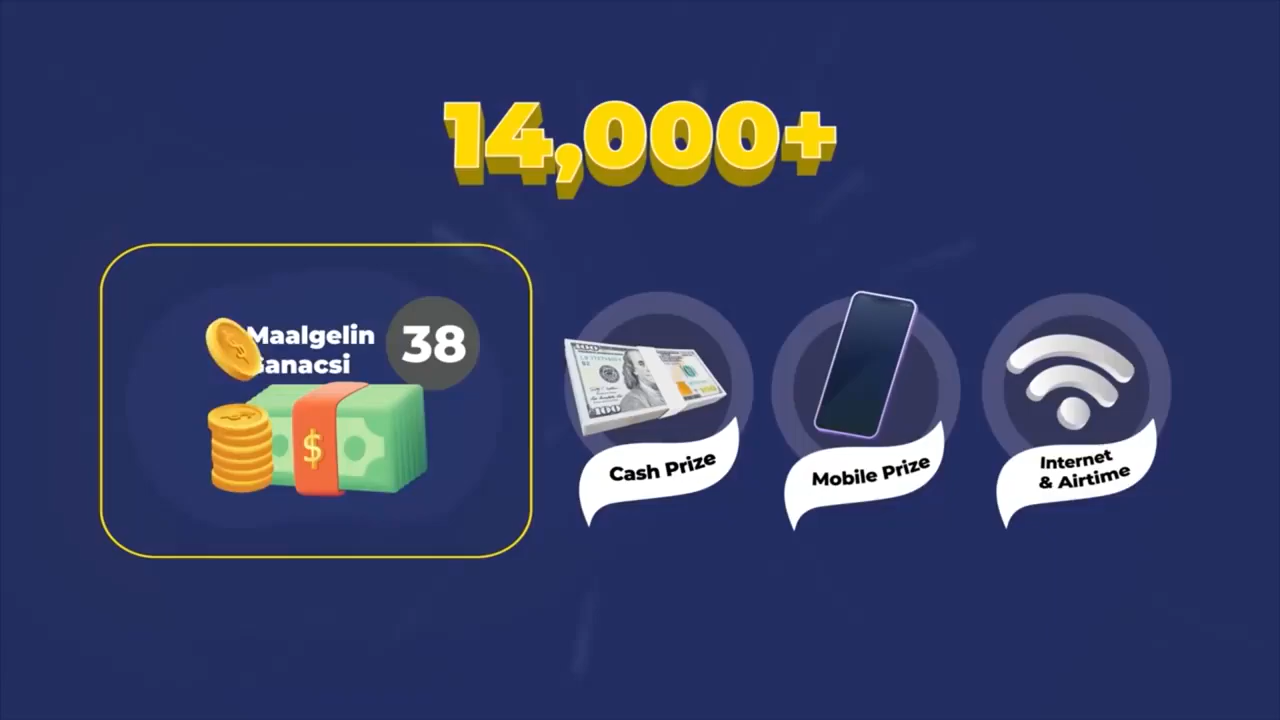 14,000+
Maalgelin
anacsi
38
Cash Prize
Mobile Prize
Internet
& Airtime